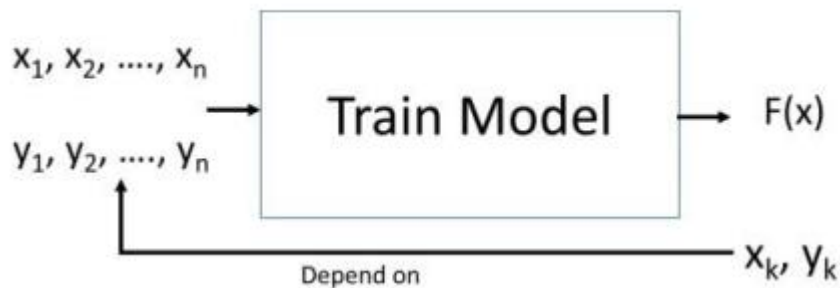 x₁, x₂, ...., xₙ
y₁, y₂, ...., yₙ
Train Model
F(x)
xₖ, yₖ
Depend on